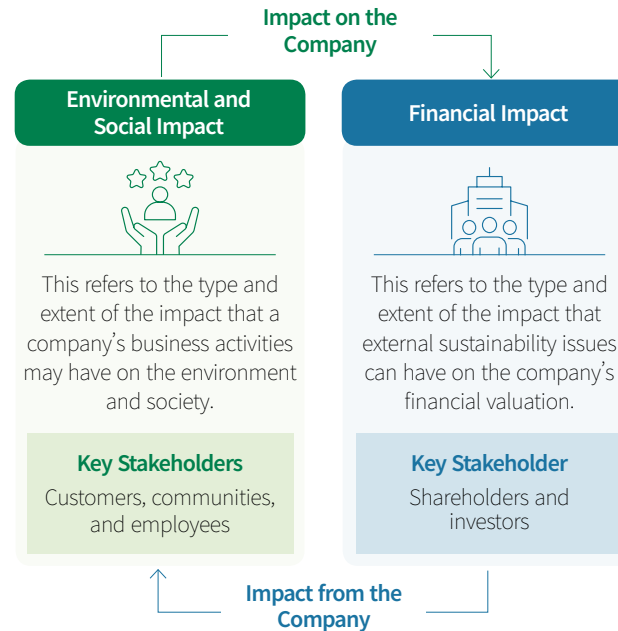 Impact on the
Company
Environmental and
Social Impact
This refers to the type and
extent of the impact that a
company's business activities
may have on the environment
and society.
Key Stakeholders
Customers, communities,
and employees
Financial Impact
This refers to the type and
extent of the impact that
external sustainability issues
can have on the company's
financial valuation.
Key Stakeholder
Shareholders and
investors
Impact from the
Company